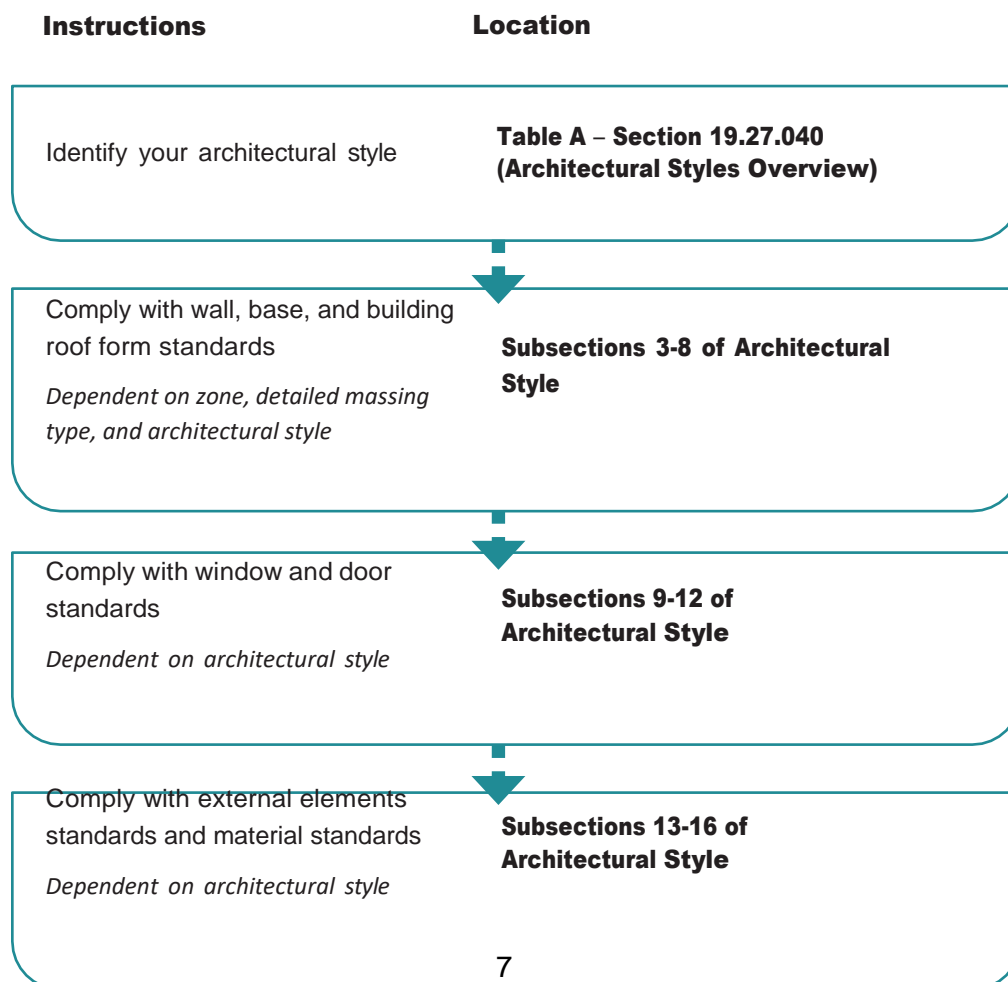 Instructions
Location
Identify your architectural style
Table A – Section 19.27.040
(Architectural Styles Overview)
Comply with wall, base, and building
roof form standards
Dependent on zone, detailed massing
type, and architectural style
Subsections 3-8 of Architectural
Style
Comply with window and door
standards
Dependent on architectural style
Subsections 9-12 of
Architectural Style
Comply with external elements
standards and material standards
Dependent on architectural style
Subsections 13-16 of
Architectural Style
7